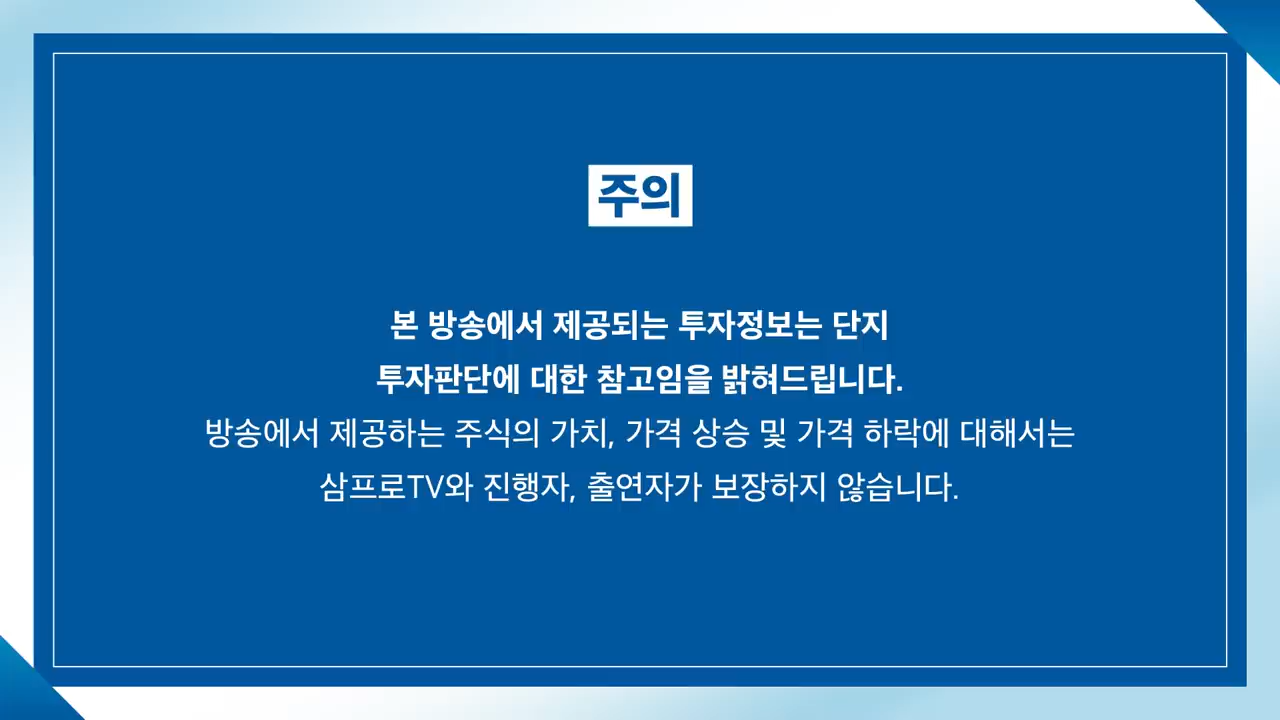 주의
본 방송에서 제공되는 투자정보는 단지
투자판단에 대한 참고임을 밝혀드립니다.
방송에서 제공하는 주식의 가치, 가격 상승 및 가격 하락에 대해서는
삼프로TV와 진행자, 출연자가 보장하지 않습니다.